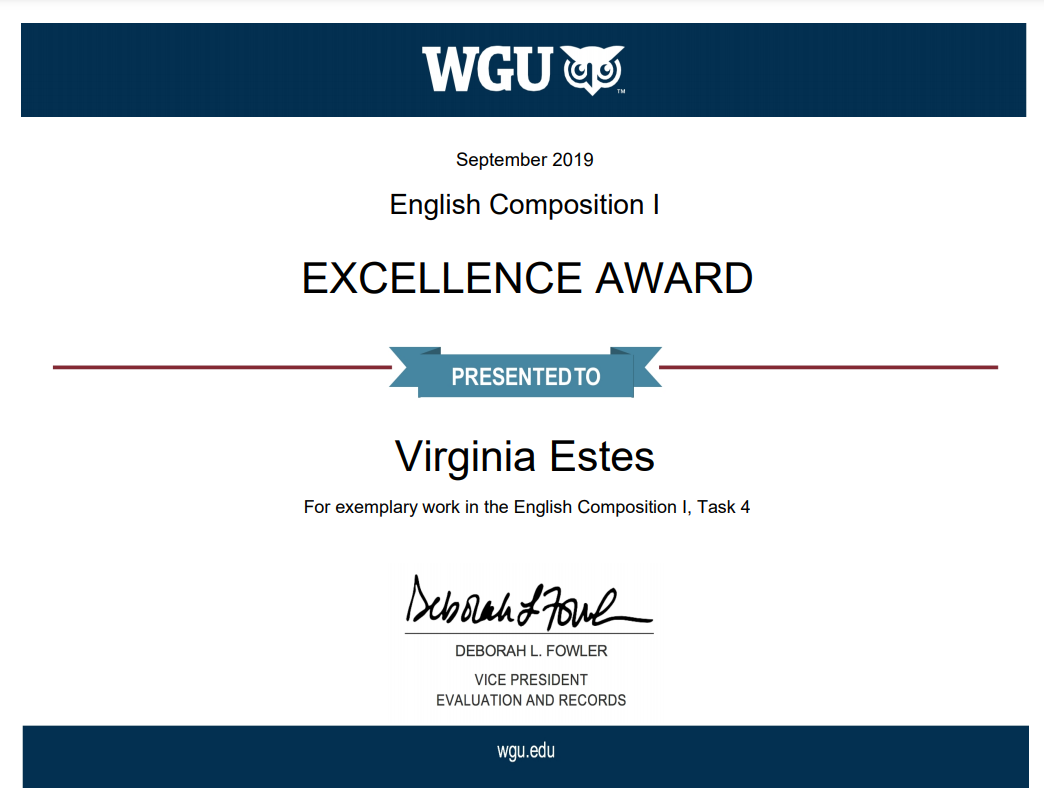 WGU
™
September 2019
English Composition I
EXCELLENCE AWARD
PRESENTED TO
Virginia Estes
For exemplary work in the English Composition I, Task 4
Deborah L Fowler
DEBORAH L. FOWLER
VICE PRESIDENT
EVALUATION AND RECORDS
wgu.edu